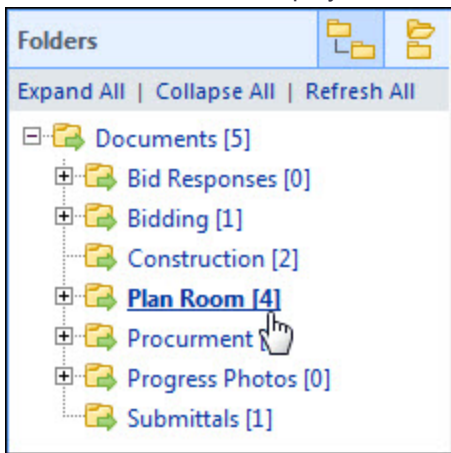 Folders
Expand All | Collapse All | Refresh All
Documents [5]
Bid Responses [0]
Bidding [1]
Construction [2]
Plan Room [4]
Procurment [
Progress Photos [0]
Submittals [1]